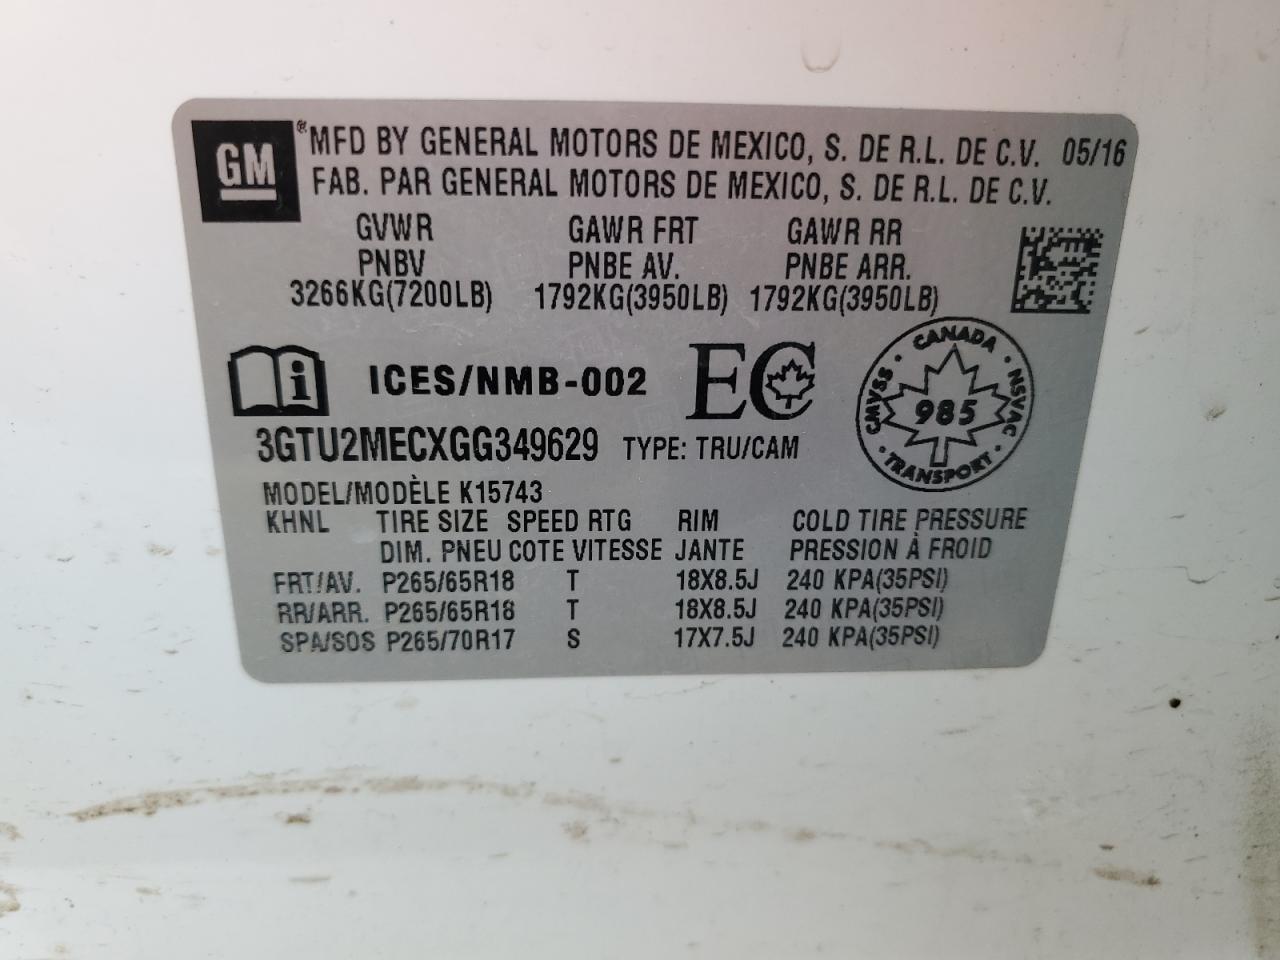 GM ® MFD BY GENERAL MOTORS DE MEXICO, S. DE R.L. DE C.V. 05/16
FAB. PAR GENERAL MOTORS DE MEXICO, S. DE R.L. DE C.V.
GVWR GAWR FRT GAWR RR
PNBV PNBE AV. PNBE ARR.
3266KG(7200LB) 1792KG(3950LB) 1792KG(3950LB)
i ICES/NMB-002 EC
CANADA CMVSS NSVAC 985 TRANSPORT
3GTU2MECXGG349629 TYPE: TRU/CAM
MODEL/MODÈLE K15743
KHNL TIRE SIZE SPEED RTG RIM COLD TIRE PRESSURE
DIM. PNEU COTE VITESSE JANTE PRESSION À FROID
FRT/AV. P265/65R18 T 18X8.5J 240 KPA(35PSI)
RR/ARR. P265/65R18 T 18X8.5J 240 KPA(35PSI)
SPA/SOS P265/70R17 S 17X7.5J 240 KPA(35PSI)